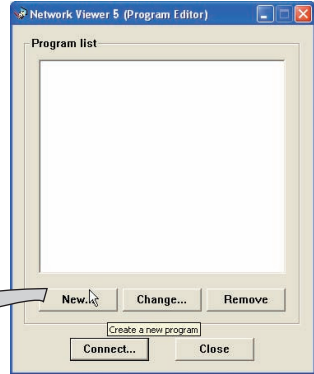 Network Viewer 5 (Program Editor)
Program list
New...
Change...
Remove
Create a new program
Connect...
Close